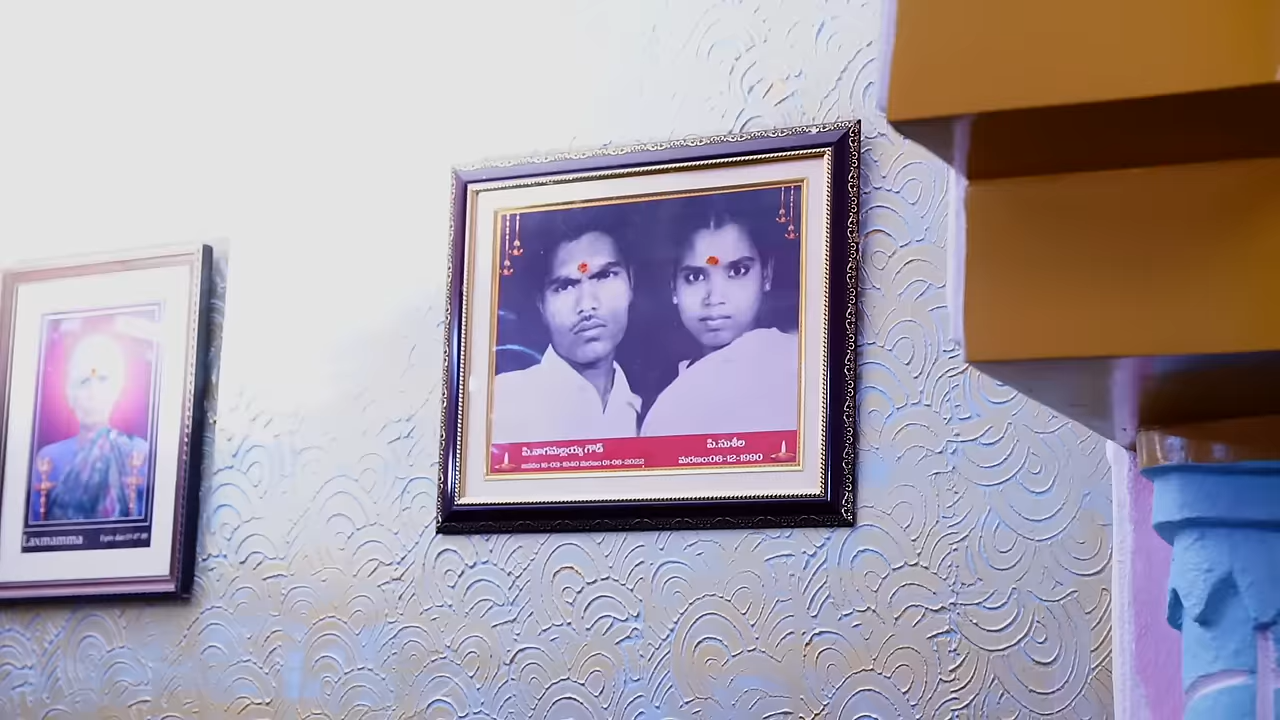 పి.నాగమల్లయ్య గౌడ్
జననం 16-03-1940 మరణం 01-06-2022
పి.సుశీల
మరణం:06-12-1990
Laxmamma